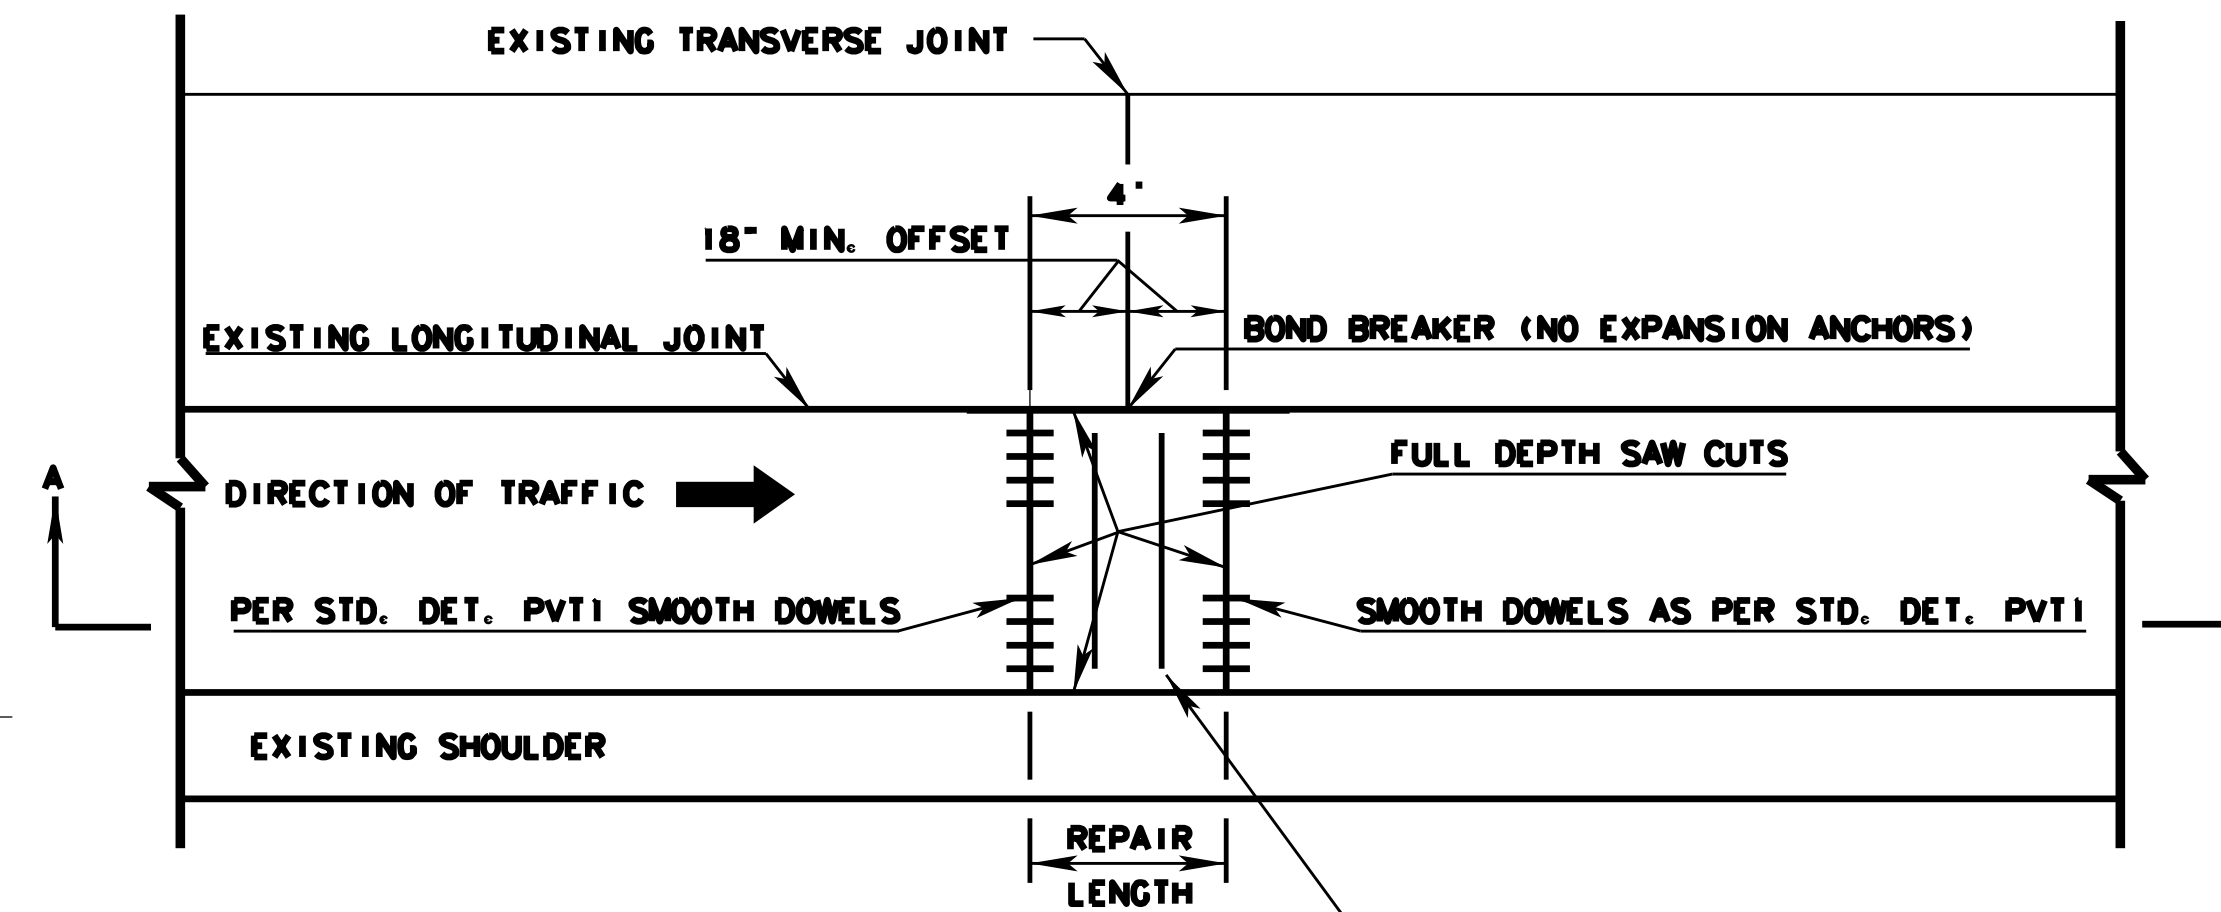 EXISTING TRANSVERSE JOINT
4'
18" MIN. OFFSET
EXISTING LONGITUDINAL JOINT
BOND BREAKER (NO EXPANSION ANCHORS)
FULL DEPTH SAW CUTS
A
DIRECTION OF TRAFFIC
PER STD. DET. PVT1 SMOOTH DOWELS
SMOOTH DOWELS AS PER STD. DET. PVT1
EXISTING SHOULDER
REPAIR
LENGTH